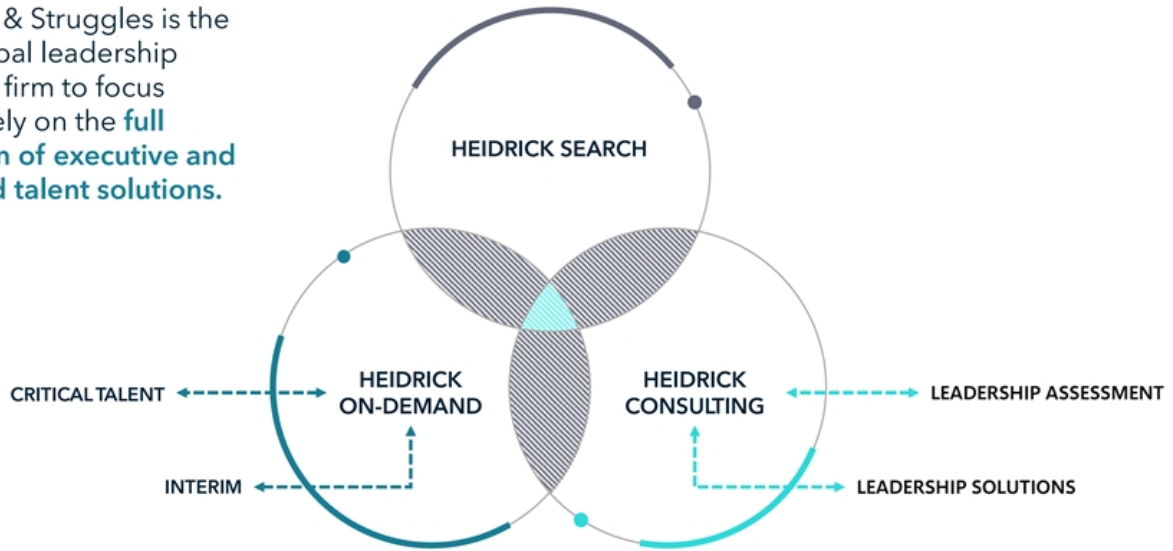 & Struggles is the
bal leadership
firm to focus
ely on the full
n of executive and
d talent solutions.
HEIDRICK SEARCH
HEIDRICK
ON-DEMAND
HEIDRICK
CONSULTING
CRITICAL TALENT
LEADERSHIP ASSESSMENT
INTERIM
LEADERSHIP SOLUTIONS